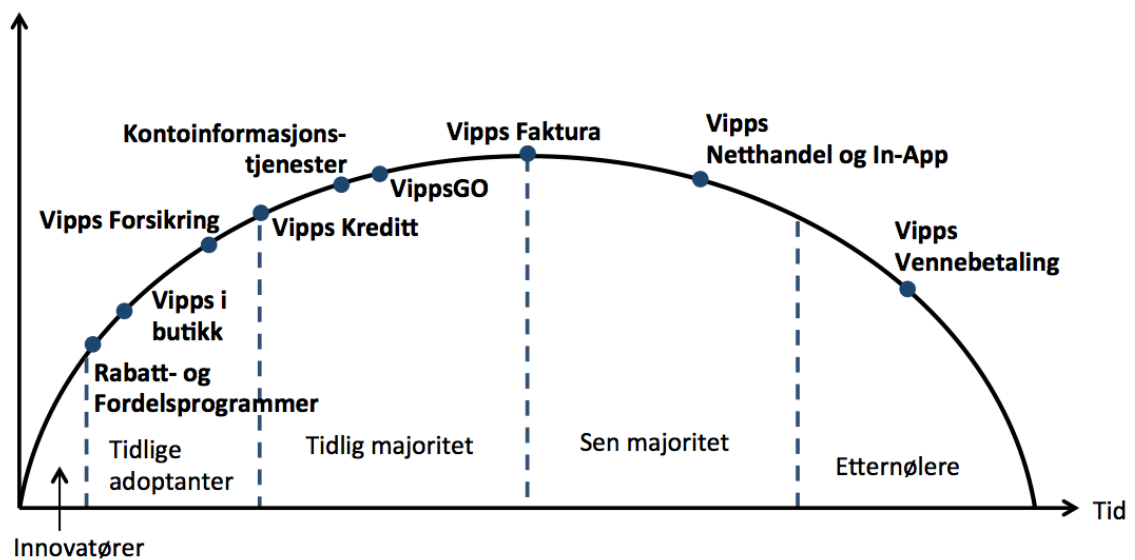 Kontoinformasjons-
tjenester
Vipps Faktura
Vipps
Netthandel og In-App
VippsGO
Vipps Forsikring
Vipps Kreditt
Vipps
Vennebetaling
Vipps i
butikk
Rabatt- og
Fordelsprogrammer
Tidlige
adoptanter
Tidlig majoritet
Sen majoritet
Etternølere
Tid
Innovatører